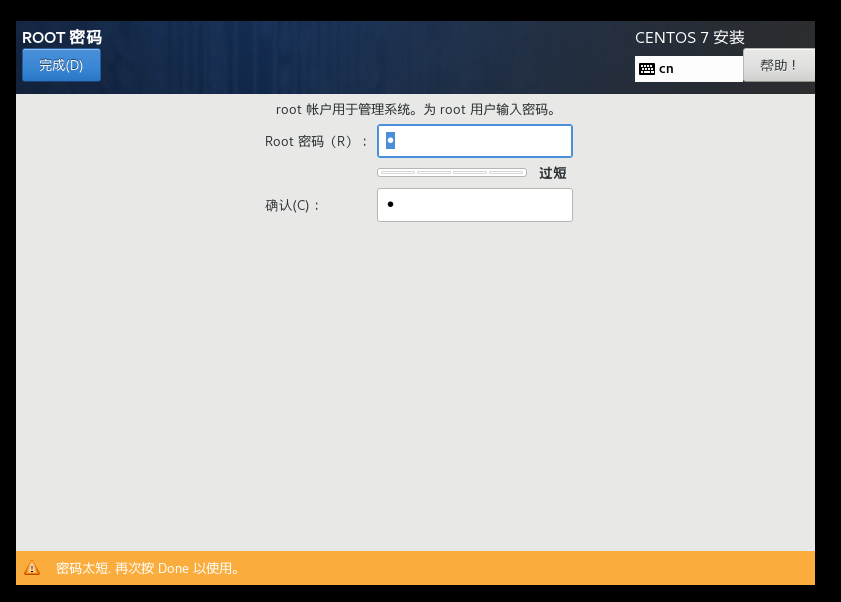 ROOT 密码
CENTOS 7 安装
完成(D)
cn
帮助！
root 帐户用于管理系统。为 root 用户输入密码。
Root 密码（R）：
过短
确认(C)：
密码太短. 再次按 Done 以使用。